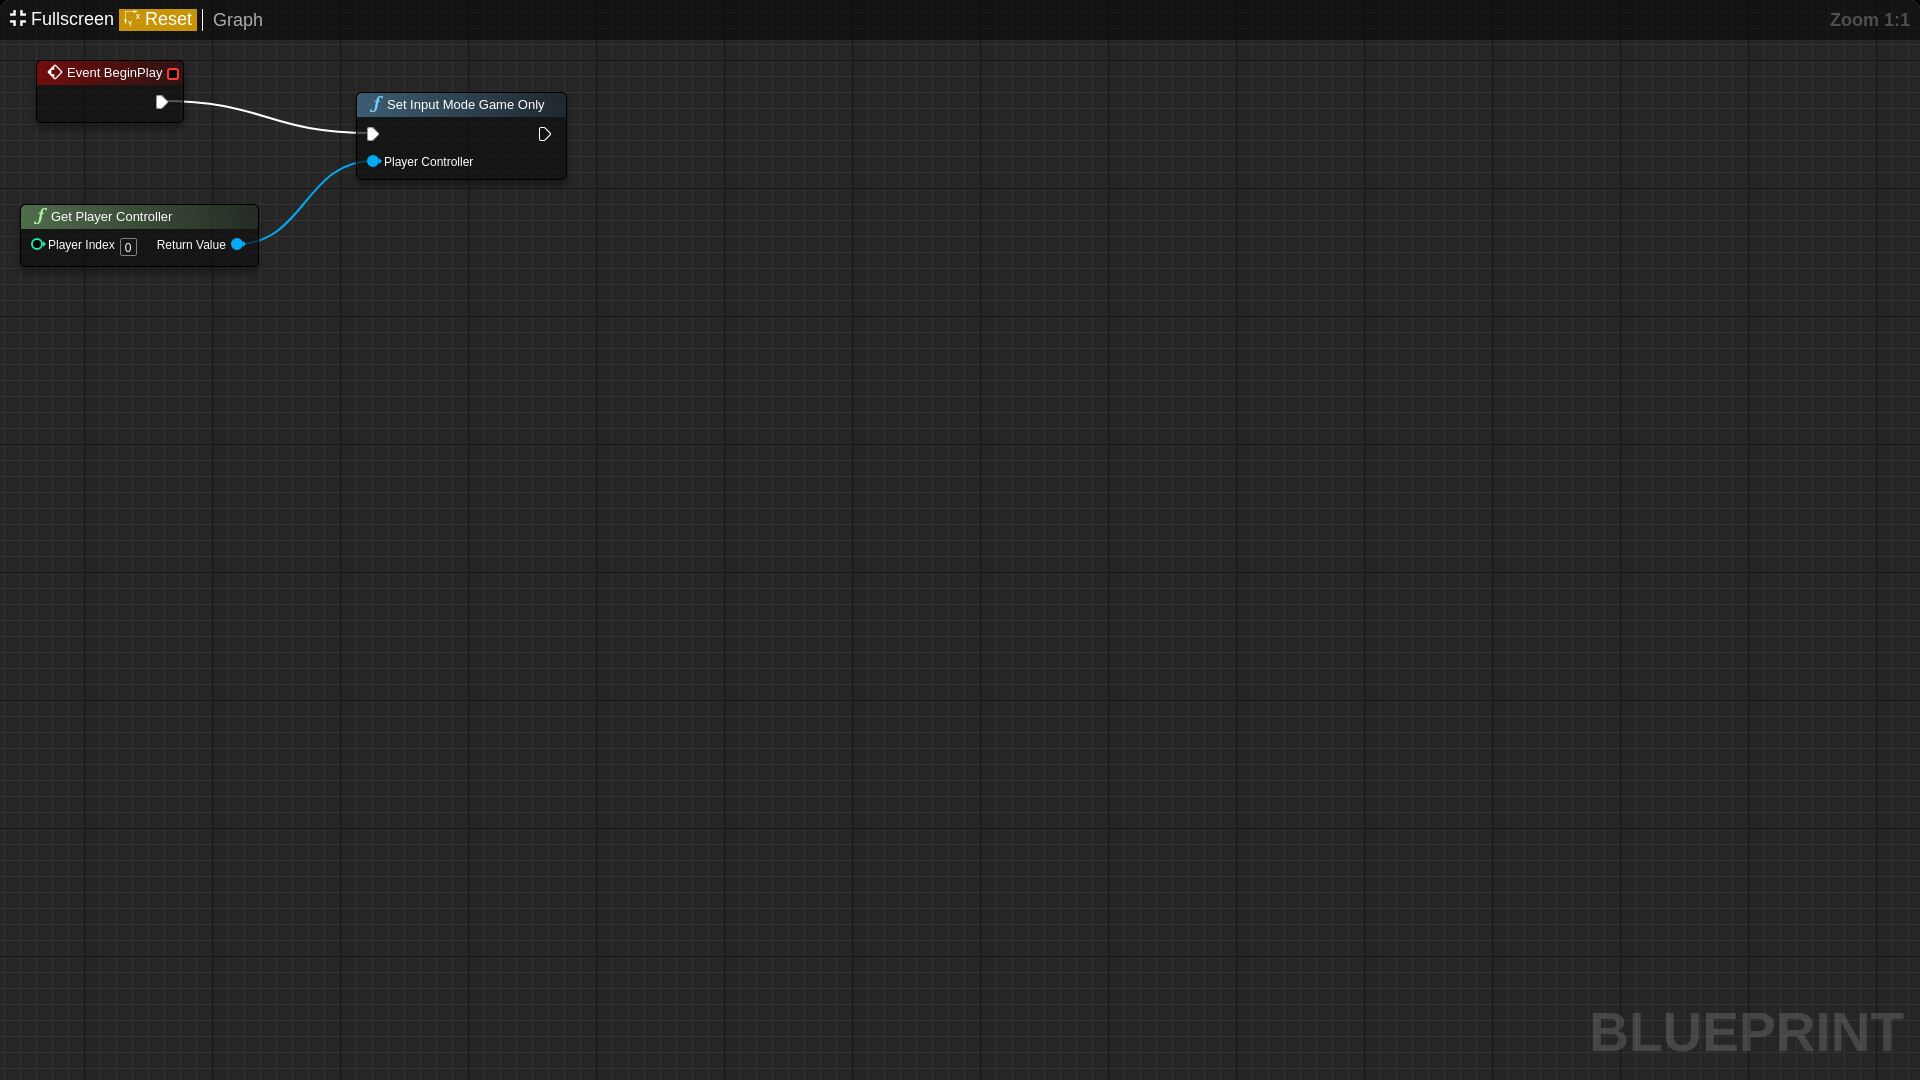 Fullscreen Reset Graph
Zoom 1:1
Event BeginPlay
Set Input Mode Game Only
Player Controller
Get Player Controller
Player Index 0 Return Value
BLUEPRINT